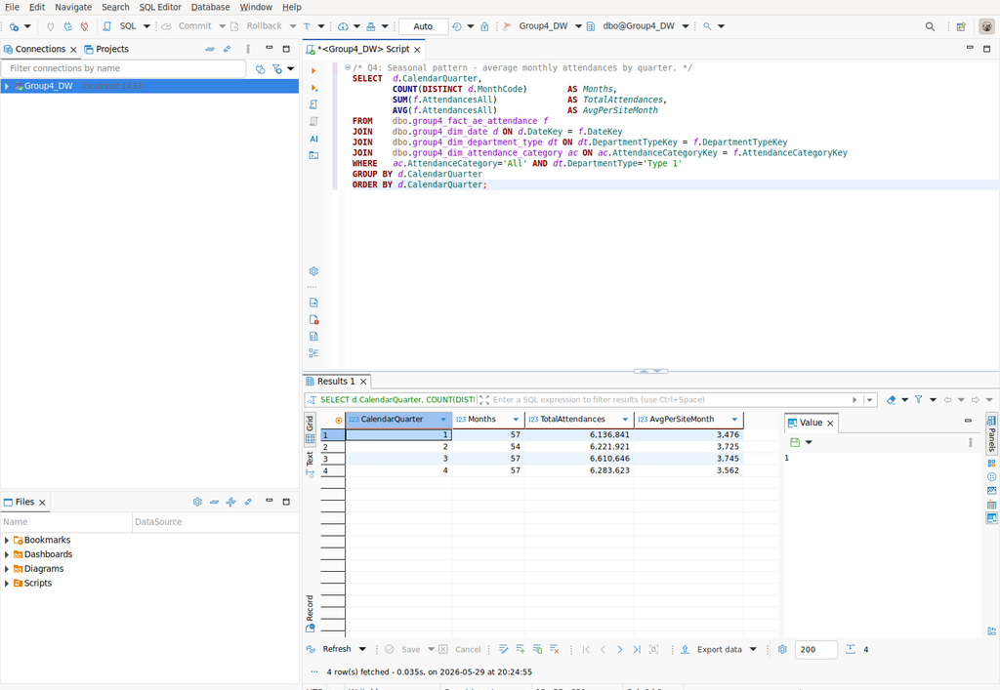 File Edit Navigate Search SQL Editor Database Window Help
SQL Commit Rollback T Auto Group4_DW dbo@Group4_DW
Connections Projects
Filter connections by name
Group4_DW localhost:1433
*<Group4_DW> Script
/* Q4: Seasonal pattern - average monthly attendances by quarter. */
SELECT d.CalendarQuarter,
COUNT(DISTINCT d.MonthCode) AS Months,
SUM(f.AttendancesAll) AS TotalAttendances,
AVG(f.AttendancesAll) AS AvgPerSiteMonth
FROM dbo.group4_fact_ae_attendance f
JOIN dbo.group4_dim_date d ON d.DateKey = f.DateKey
JOIN dbo.group4_dim_department_type dt ON dt.DepartmentTypeKey = f.DepartmentTypeKey
JOIN dbo.group4_dim_attendance_category ac ON ac.AttendanceCategoryKey = f.AttendanceCategoryKey
WHERE ac.AttendanceCategory='All' AND dt.DepartmentType='Type 1'
GROUP BY d.CalendarQuarter
ORDER BY d.CalendarQuarter;
Files
Name DataSource
Bookmarks
Dashboards
Diagrams
Scripts
Results 1
SELECT d.CalendarQuarter, COUNT(DISTI Enter a SQL expression to filter results (use Ctrl+Space)
Grid
Text
Record
123 CalendarQuarter 123 Months 123 TotalAttendances 123 AvgPerSiteMonth
1 1 57 6,136,841 3,476
2 2 54 6,221,921 3,725
3 3 57 6,610,646 3,745
4 4 57 6,283,623 3,562
Value
1
Panels
Refresh Save Cancel Export data 200 4
4 row(s) fetched - 0.035s, on 2026-05-29 at 20:24:55